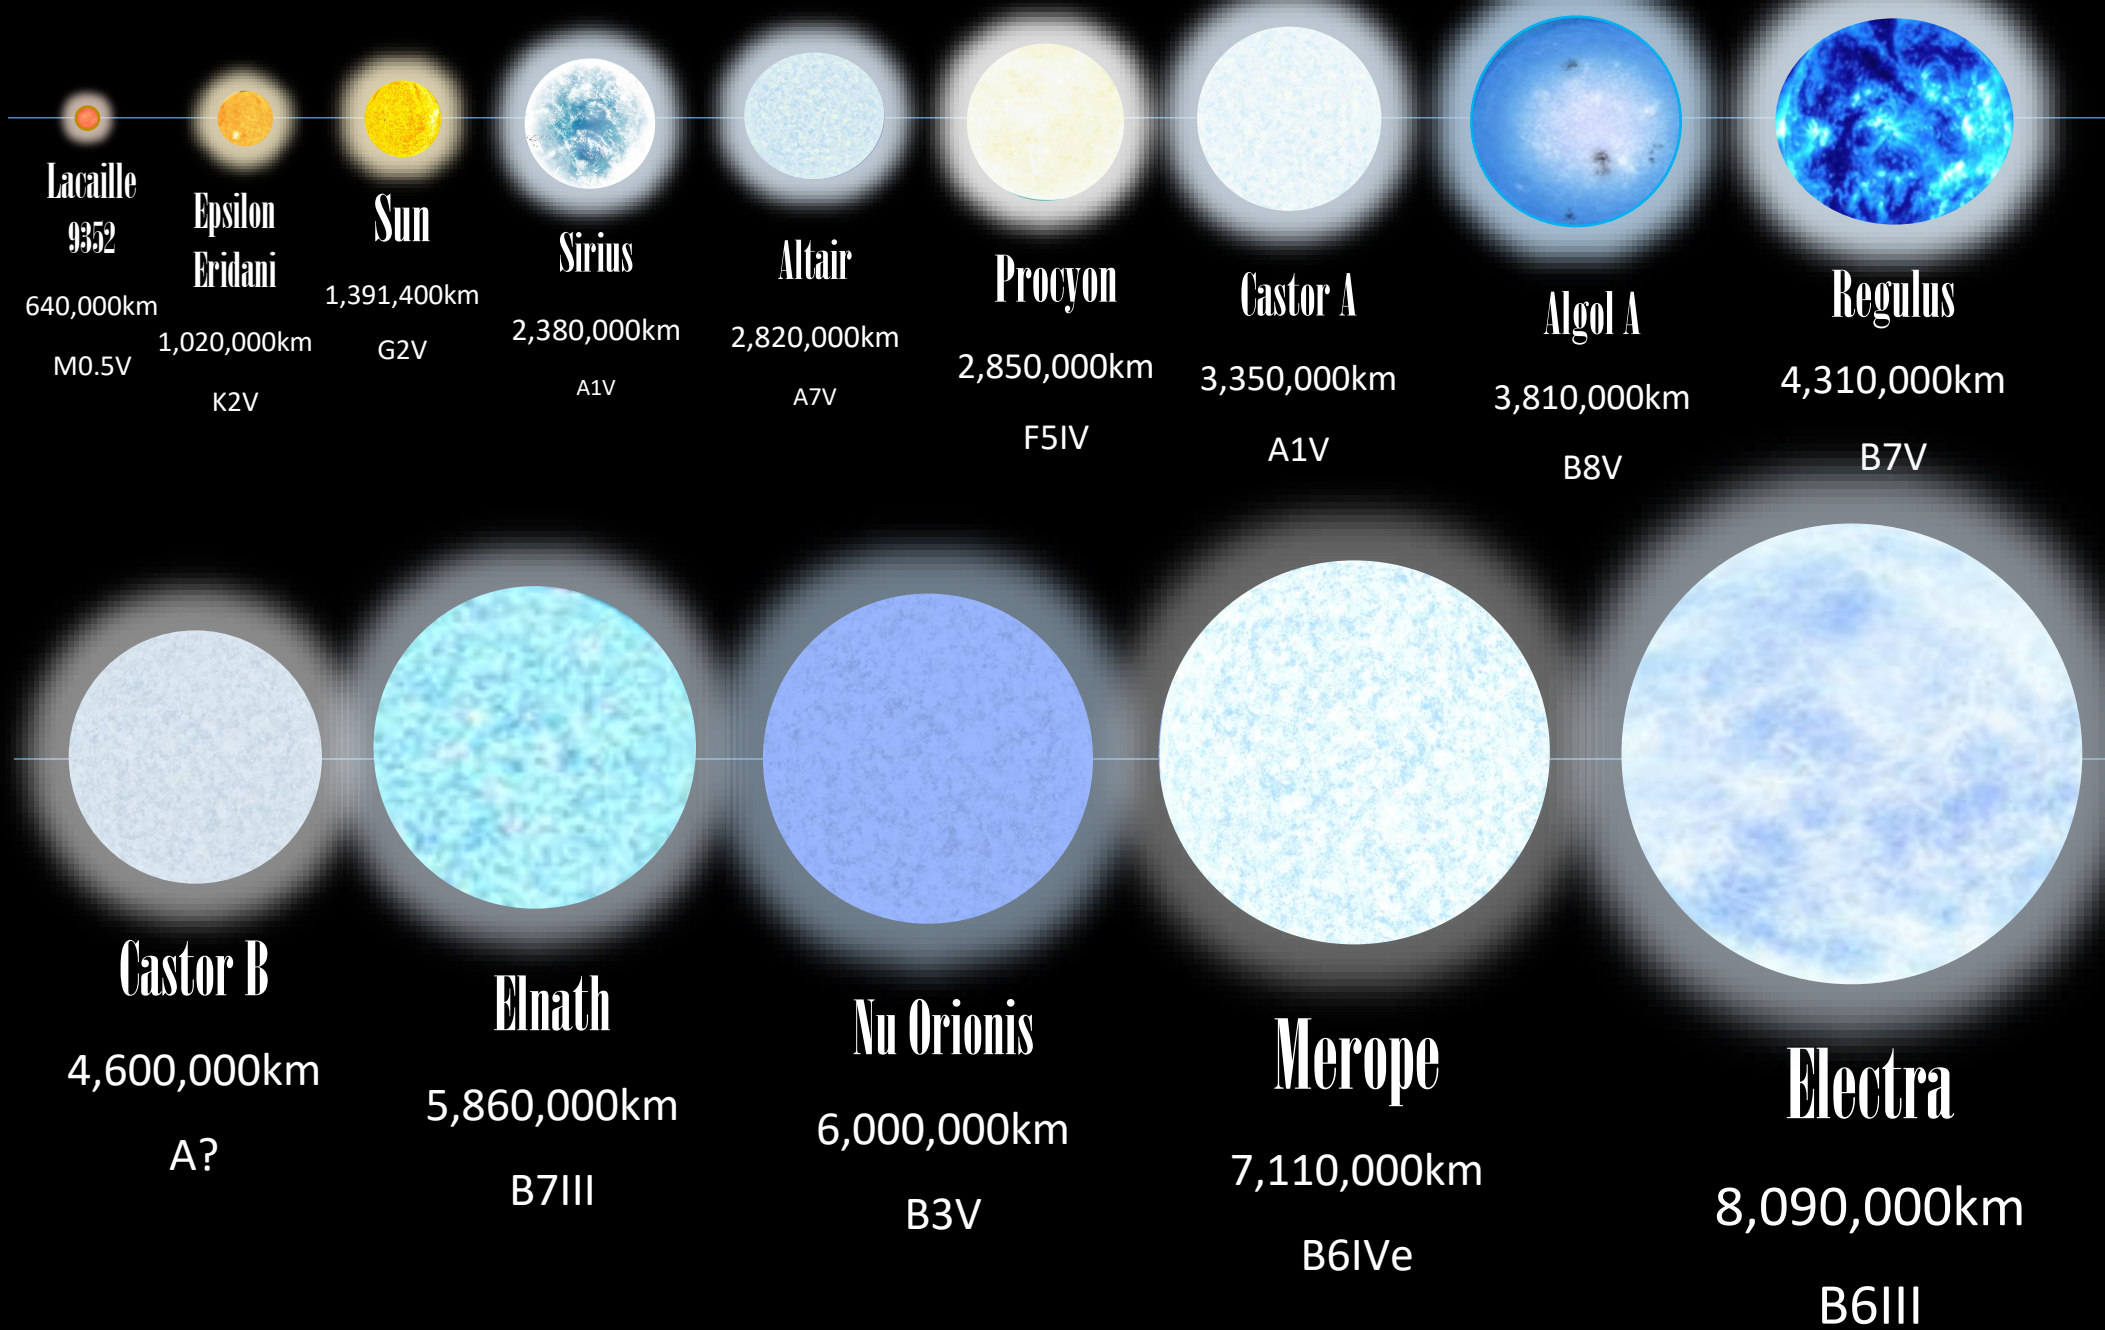 Lacaille
9352
640,000km
M0.5V
Epsilon
Eridani
1,020,000km
K2V
Sun
1,391,400km
G2V
Sirius
2,380,000km
A1V
Altair
2,820,000km
A7V
Procyon
2,850,000km
F5IV
Castor A
3,350,000km
A1V
Algol A
3,810,000km
B8V
Regulus
4,310,000km
B7V
Castor B
4,600,000km
A?
Elnath
5,860,000km
B7III
Nu Orionis
6,000,000km
B3V
Merope
7,110,000km
B6IVe
Electra
8,090,000km
B6III